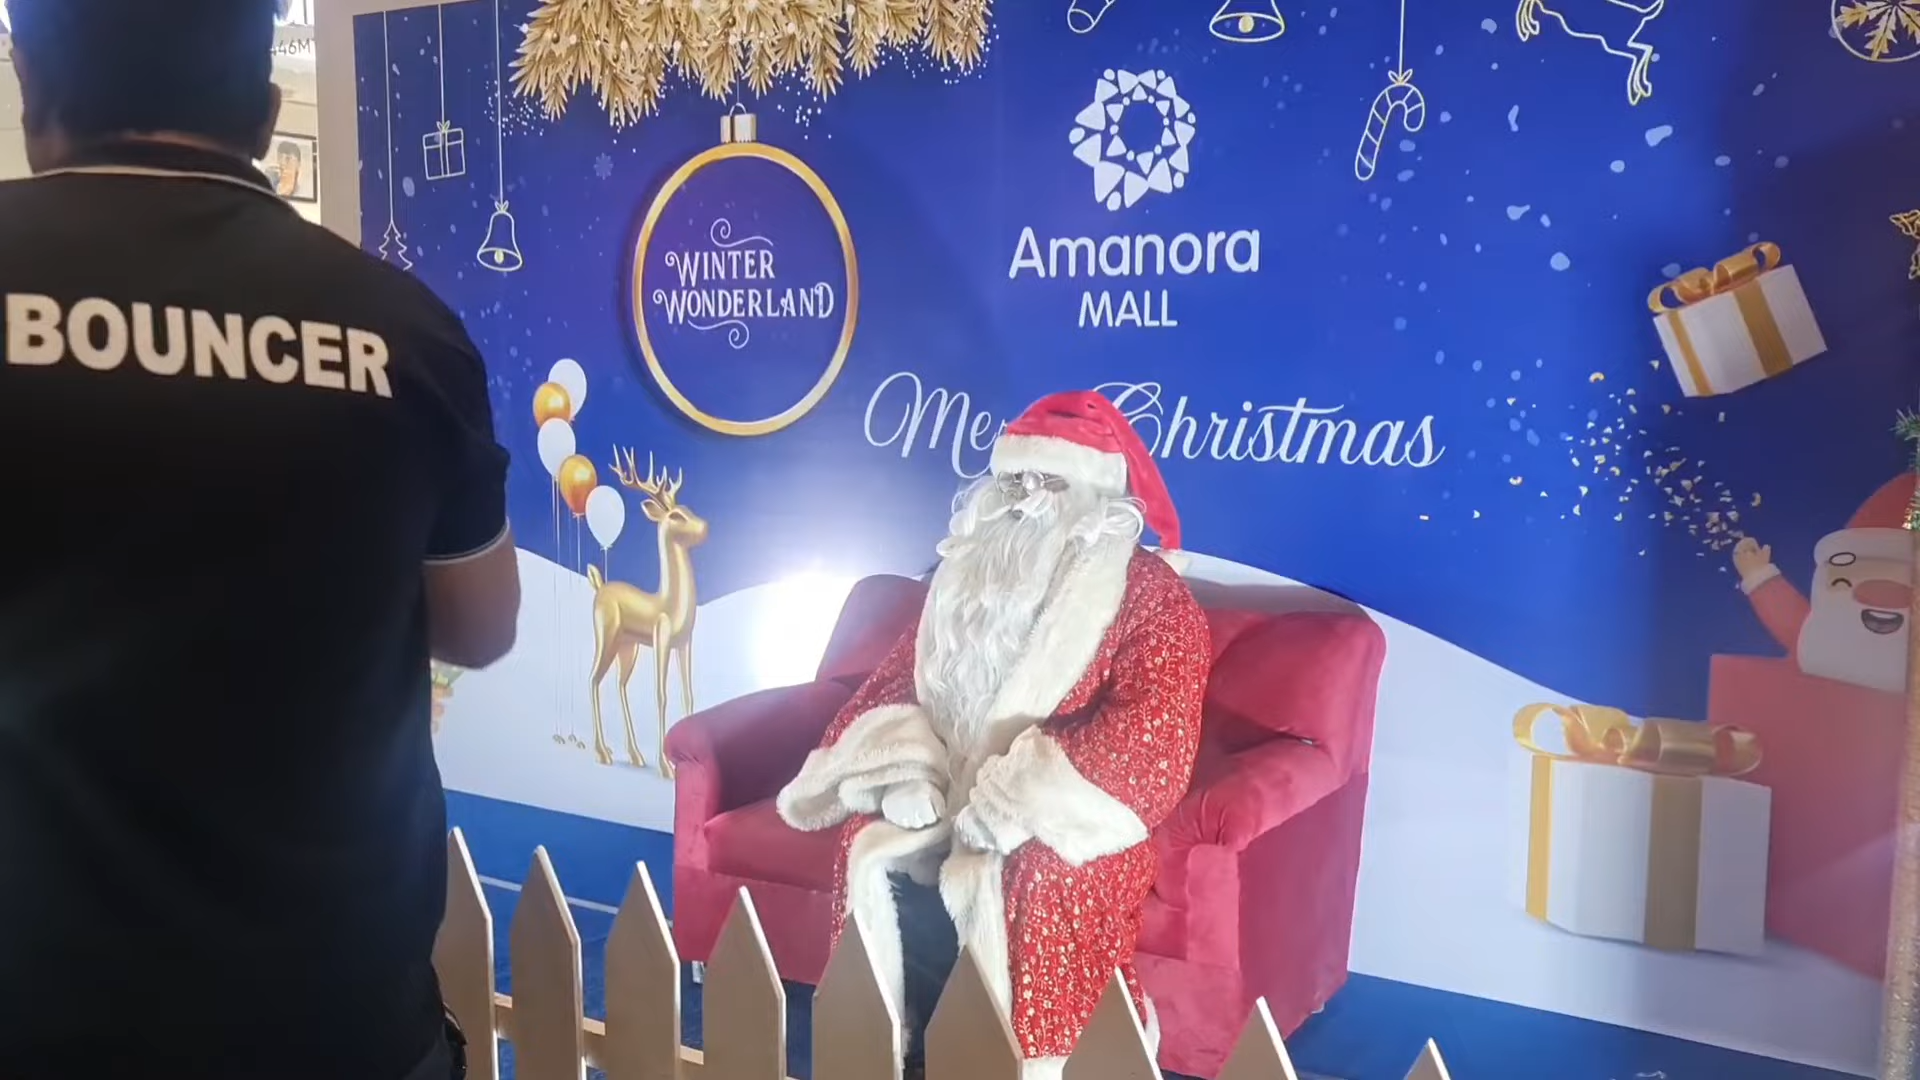 BOUNCER
WINTER
WONDERLAND
Amanora
MALL
Christmas